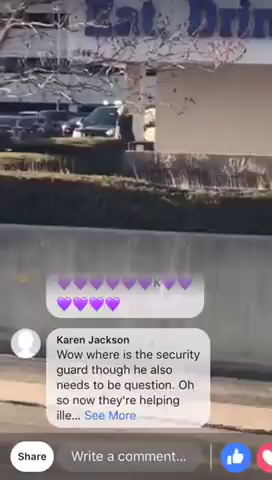 Eat Drin
💜💜💜💜💜💜K💜💜
💜💜💜💜
Karen Jackson
Wow where is the security
guard though he also
needs to be question. Oh
so now they're helping
ille... See More
Share
Write a comment...